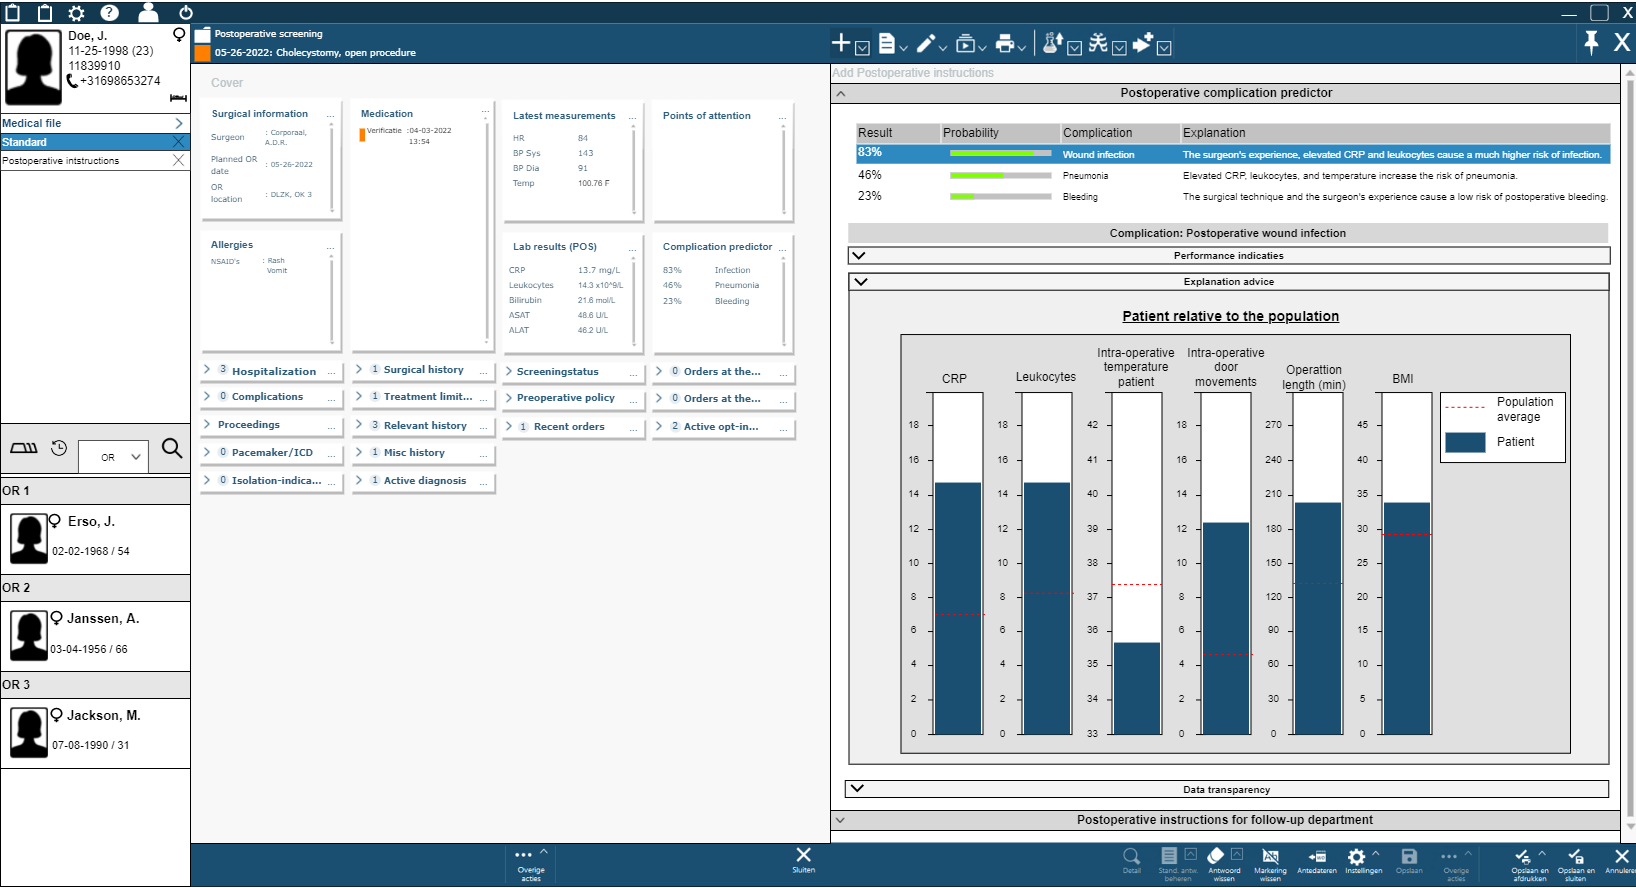 Doe, J.
11-25-1998 (23)
11839910
+31698653274
Medical file
Standard
Postoperative intstructions
OR
OR 1
Erso, J.
02-02-1968 / 54
OR 2
Janssen, A.
03-04-1956 / 66
OR 3
Jackson, M.
07-08-1990 / 31
Postoperative screening
05-26-2022: Cholecystomy, open procedure
Cover
Surgical information ...
Surgeon : Corporaal, A.D.R.
Planned OR date : 05-26-2022
OR location : DLZK, OK 3
Medication ...
Verificatie :04-03-2022
13:54
Latest measurements ...
HR 84
BP Sys 143
BP Dia 91
Temp 100.76 F
Points of attention ...
Allergies ...
NSAID's : Rash
Vomit
Lab results (POS) ...
CRP 13.7 mg/L
Leukocytes 14.3 x10^9/L
Bilirubin 21.6 mol/L
ASAT 48.6 U/L
ALAT 46.2 U/L
Complication predictor ...
83% Infection
46% Pneumonia
23% Bleeding
3 Hospitalization ...
0 Complications ...
Proceedings ...
0 Pacemaker/ICD ...
0 Isolation-indica... ...
1 Surgical history ...
1 Treatment limit... ...
3 Relevant history ...
1 Misc history ...
1 Active diagnosis ...
Screeningstatus ...
Preoperative policy ...
1 Recent orders ...
0 Orders at the... ...
0 Orders at the... ...
2 Active opt-in... ...
Overige acties
Sluiten
Add Postoperative instructions
Postoperative complication predictor
Result Probability Complication Explanation
83% Wound infection The surgeon's experience, elevated CRP and leukocytes cause a much higher risk of infection.
46% Pneumonia Elevated CRP, leukocytes, and temperature increase the risk of pneumonia.
23% Bleeding The surgical technique and the surgeon's experience cause a low risk of postoperative bleeding.
Complication: Postoperative wound infection
Performance indicaties
Explanation advice
Patient relative to the population
CRP
18
16
14
12
10
8
6
4
2
0
Leukocytes
18
16
14
12
10
8
6
4
2
0
Intra-operative
temperature
patient
42
41
40
39
38
37
36
35
34
33
Intra-operative
door
movements
18
16
14
12
10
8
6
4
2
0
Operattion
length (min)
270
240
210
180
150
120
90
60
30
0
BMI
45
40
35
30
25
20
15
10
5
0
Population
average
Patient
Data transparency
Postoperative instructions for follow-up department
Detail
Stand. antw.
beheren
Antwoord
wissen
Markering
wissen
Antedateren
Instellingen
Opslaan
Overige
acties
Opslaan en
afdrukken
Opslaan en
sluiten
Annulere